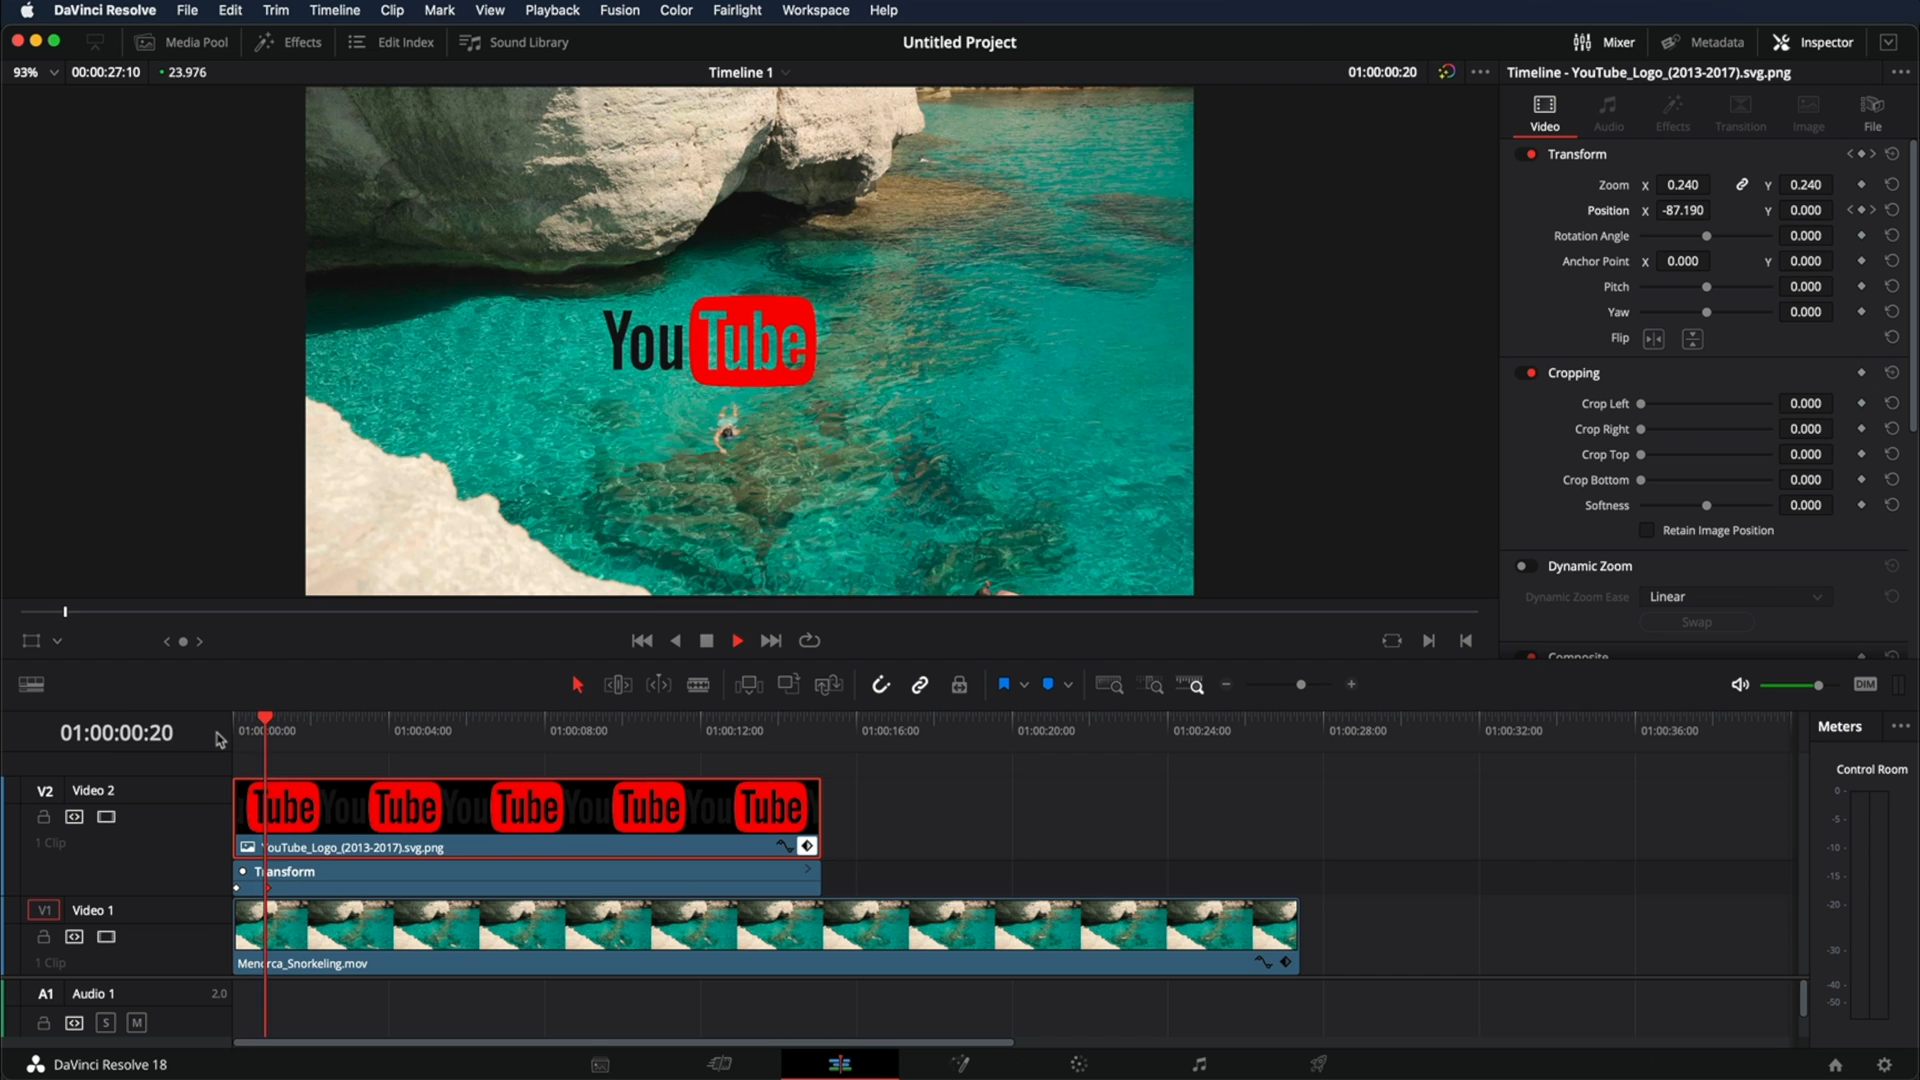 DaVinci Resolve File Edit Trim Timeline Clip Mark View Playback Fusion Color Fairlight Workspace Help
Media Pool Effects Edit Index Sound Library Untitled Project Mixer Metadata Inspector
93% 00:00:27:10 23.976 Timeline 1 01:00:00:20 Timeline - YouTube_Logo_(2013-2017).svg.png
Video Audio Effects Transition Image File
Transform
Zoom X 0.240 Y 0.240
Position X -87.190 Y 0.000
Rotation Angle 0.000
Anchor Point X 0.000 Y 0.000
Pitch 0.000
Yaw 0.000
Flip
YouTube
Cropping
Crop Left 0.000
Crop Right 0.000
Crop Top 0.000
Crop Bottom 0.000
Softness 0.000
Retain Image Position
Dynamic Zoom
Dynamic Zoom Ease Linear
Swap
Composite
DIM
01:00:00:20 01:00:00:00 01:00:04:00 01:00:08:00 01:00:12:00 01:00:16:00 01:00:20:00 01:00:24:00 01:00:28:00 01:00:32:00 01:00:36:00 Meters
Control Room
V2 Video 2 Tube You Tube You Tube You Tube You Tube
1 Clip
YouTube_Logo_(2013-2017).svg.png
Transform
V1 Video 1
1 Clip
Menorca_Snorkeling.mov
A1 Audio 1 2.0
S M
0
-5
-10
-15
-20
-30
-40
-50
DaVinci Resolve 18